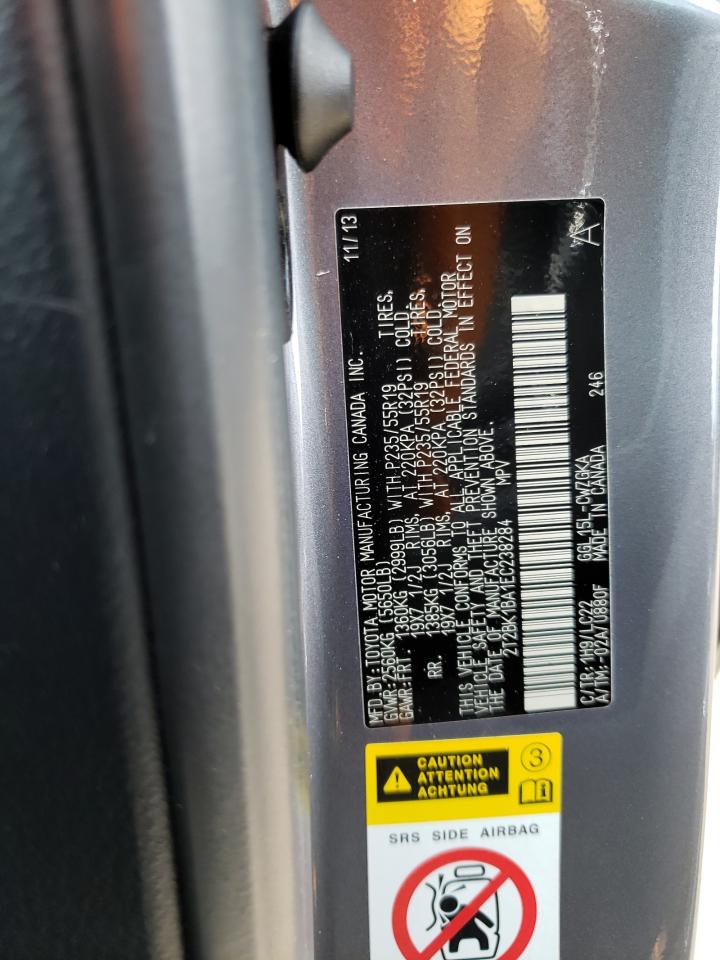 MFD.BY:TOYOTA MOTOR MANUFACTURING CANADA INC. 11/13
GVWR:2560KG (5650LB)
GAWR:FRT. 1360KG (2999LB) WITH P235/55R19 TIRES,
19X7 1/2J RIMS, AT 220KPA (32PSI) COLD
RR. 1385KG (3056LB) WITH P235/55R19 TIRES,
19X7 1/2J RIMS, AT 220KPA (32PSI) COLD
THIS VEHICLE CONFORMS TO ALL APPLICABLE FEDERAL MOTOR
VEHICLE SAFETY AND THEFT PREVENTION STANDARDS IN EFFECT ON
THE DATE OF MANUFACTURE SHOWN ABOVE.
2T2BK1BA1EC238284 MPV
C/TR:1H9/LC22 GGL15L-CWZGKA 246
A/TM:-02A/U880F MADE IN CANADA
A
CAUTION
ATTENTION
ACHTUNG
3
SRS SIDE AIRBAG